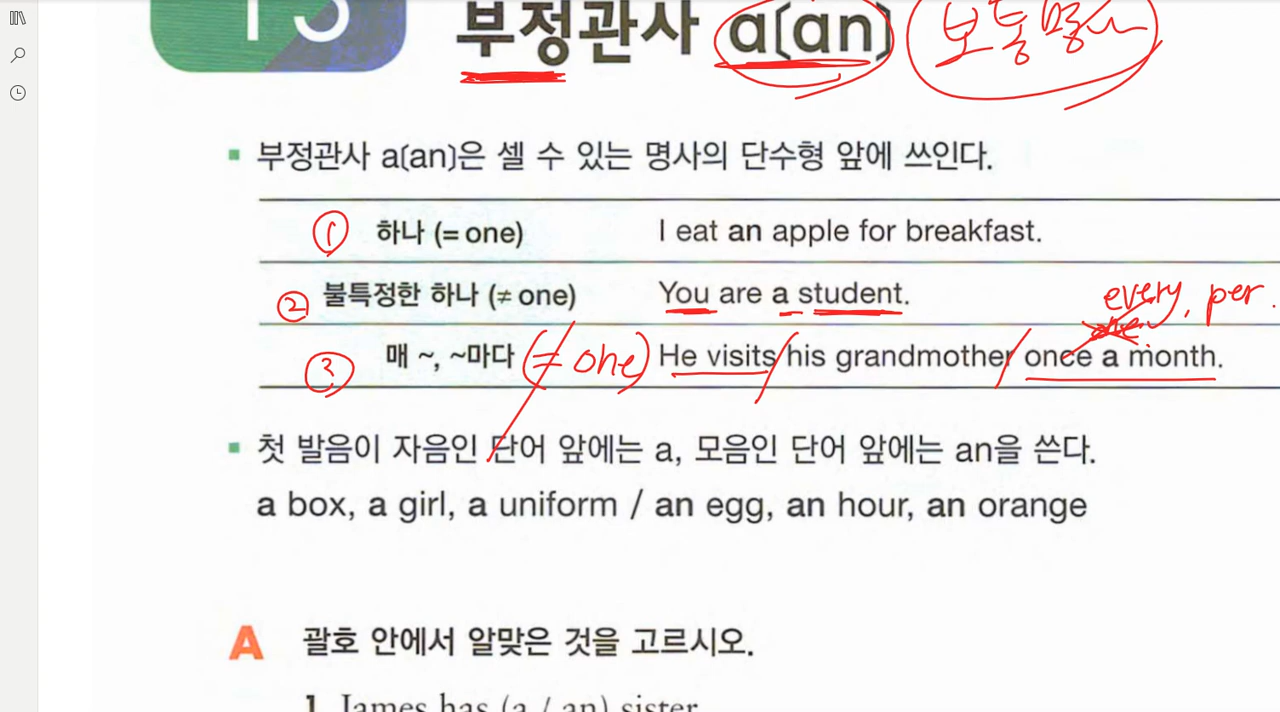 13
부정관사 a(an) 보통명사
부정관사 a(an)은 셀 수 있는 명사의 단수형 앞에 쓰인다.
① 하나 (= one) I eat an apple for breakfast.
② 불특정한 하나 (≠ one) You are a student.
every, per.
③ 매 ~, ~마다 (≠ one) He visits / his grandmother / once a month.
첫 발음이 자음인 단어 앞에는 a, 모음인 단어 앞에는 an을 쓴다.
a box, a girl, a uniform / an egg, an hour, an orange
A 괄호 안에서 알맞은 것을 고르시오.
1 James has (a / an) sister.